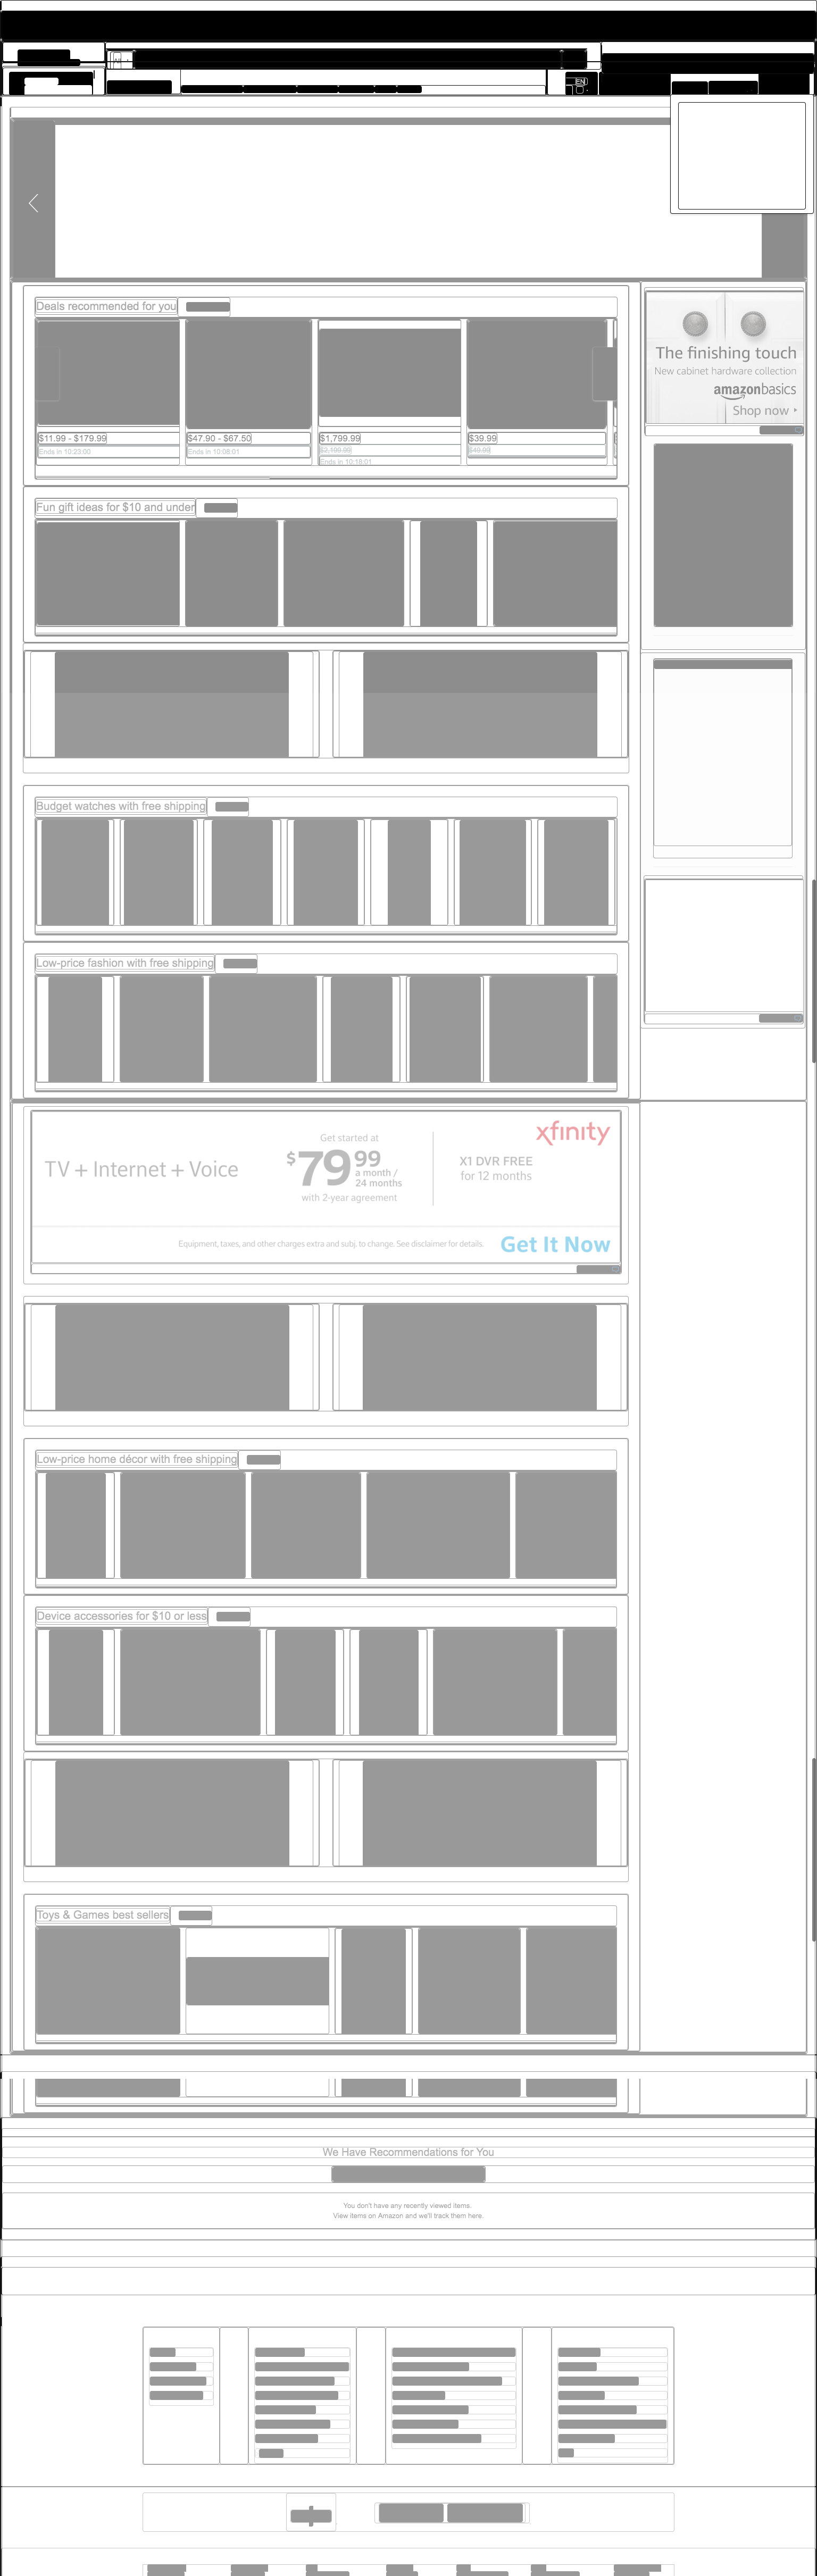 All
EN
Deals recommended for you
$11.99 - $179.99
Ends in 10:23:00
$47.90 - $67.50
Ends in 10:08:01
$1,799.99
$2,199.99
Ends in 10:18:01
$39.99
$49.99
The finishing touch
New cabinet hardware collection
amazonbasics
Shop now
Fun gift ideas for $10 and under
Budget watches with free shipping
Low-price fashion with free shipping
xfinity
TV + Internet + Voice
Get started at
$79.99
a month /
24 months
with 2-year agreement
X1 DVR FREE
for 12 months
Equipment, taxes, and other charges extra and subj. to change. See disclaimer for details.
Get It Now
Low-price home décor with free shipping
Device accessories for $10 or less
Toys & Games best sellers
We Have Recommendations for You
You don't have any recently viewed items.
View items on Amazon and we'll track them here.